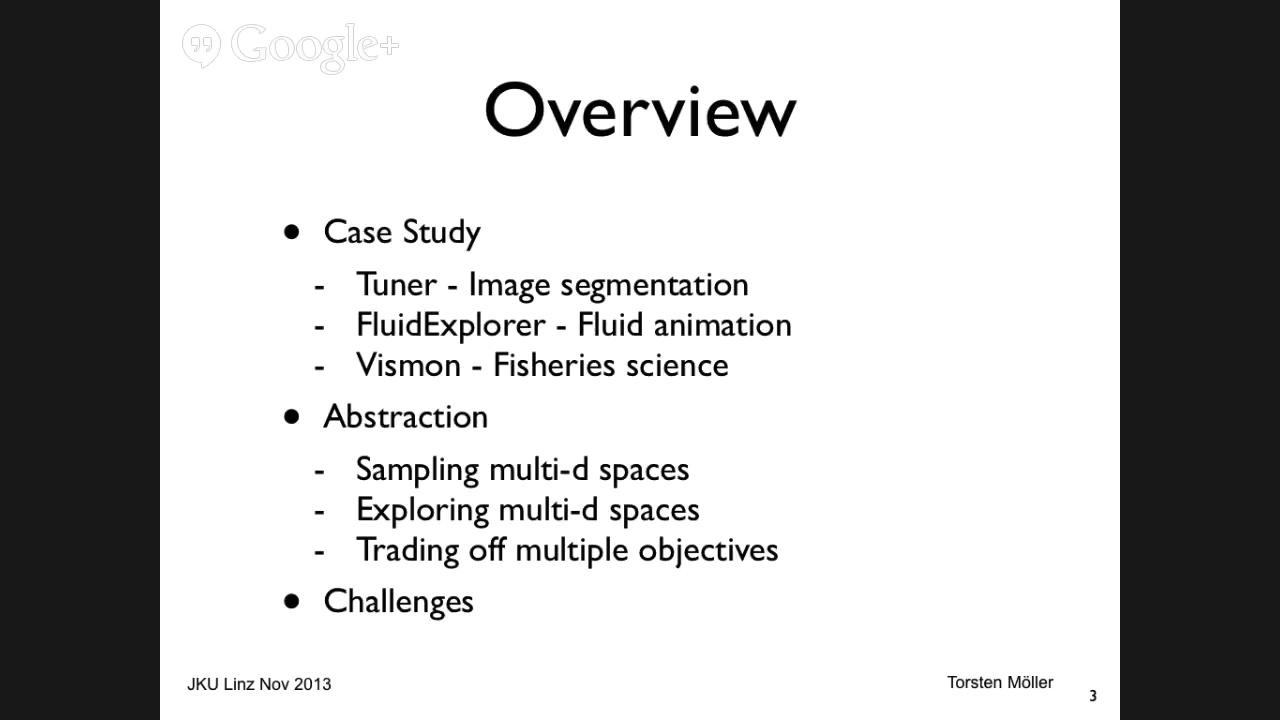 Google+
Overview
• Case Study
- Tuner - Image segmentation
- FluidExplorer - Fluid animation
- Vismon - Fisheries science
• Abstraction
- Sampling multi-d spaces
- Exploring multi-d spaces
- Trading off multiple objectives
• Challenges
JKU Linz Nov 2013
Torsten Möller
3